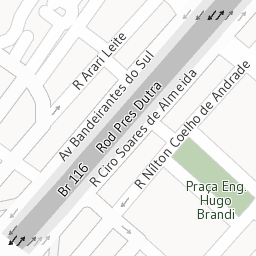 R Arari Leite
Av Bandeirantes do Sul
Br 116
Rod Pres Dutra
R Ciro Soares de Almeida
R Nílton Coelho de Andrade
Praça Eng.
Hugo
Brandi